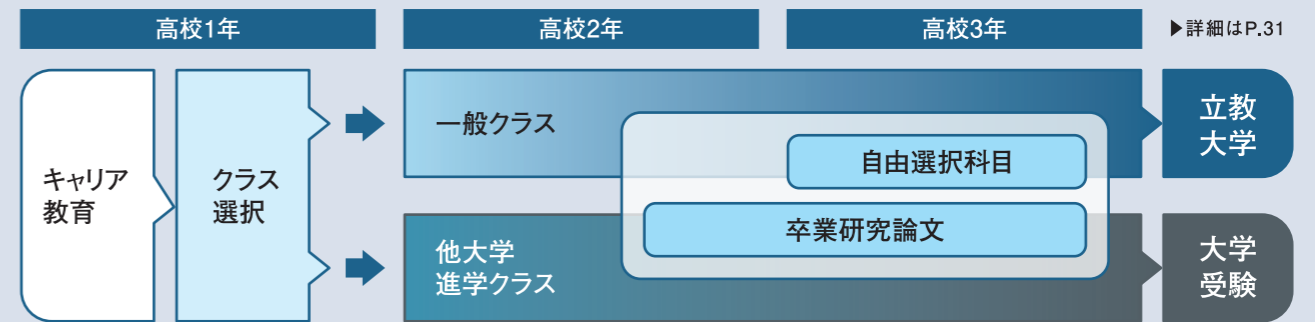 高校1年
高校2年
高校3年
▶詳細はP.31
キャリア
教育
クラス
選択
一般クラス
自由選択科目
卒業研究論文
他大学
進学クラス
立教
大学
大学
受験